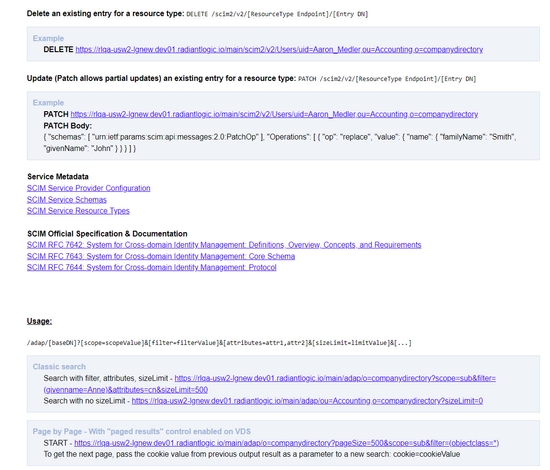 Delete an existing entry for a resource type: DELETE /scim2/v2/[ResourceType Endpoint]/[Entry DN]
Example
DELETE https://rlqa-usw2-lgnew.dev01.radiantlogic.io/main/scim2/v2/Users/uid=Aaron_Medler,ou=Accounting,o=companydirectory
Update (Patch allows partial updates) an existing entry for a resource type: PATCH /scim2/v2/[ResourceType Endpoint]/[Entry DN]
Example
PATCH https://rlqa-usw2-lgnew.dev01.radiantlogic.io/main/scim2/v2/Users/uid=Aaron_Medler,ou=Accounting,o=companydirectory
PATCH Body:
{ "schemas": [ "urn:ietf:params:scim:api:messages:2.0:PatchOp" ], "Operations": [ { "op": "replace", "value": { "name": { "familyName": "Smith",
"givenName": "John" } } } ] }
Service Metadata
SCIM Service Provider Configuration
SCIM Service Schemas
SCIM Service Resource Types
SCIM Official Specification & Documentation
SCIM RFC 7642: System for Cross-domain Identity Management: Definitions, Overview, Concepts, and Requirements
SCIM RFC 7643: System for Cross-domain Identity Management: Core Schema
SCIM RFC 7644: System for Cross-domain Identity Management: Protocol
Usage:
/adap/[baseDN]?[scope=scopeValue]&[filter=filterValue]&[attributes=attr1,attr2]&[sizeLimit=limitValue]&[...]
Classic search
Search with filter, attributes, sizeLimit - https://rlqa-usw2-lgnew.dev01.radiantlogic.io/main/adap/o=companydirectory?scope=sub&filter=
(givenname=Anne)&attributes=cn&sizeLimit=500
Search with no sizeLimit - https://rlqa-usw2-lgnew.dev01.radiantlogic.io/main/adap/ou=Accounting,o=companydirectory?sizeLimit=0
Page by Page - With "paged results" control enabled on VDS
START - https://rlqa-usw2-lgnew.dev01.radiantlogic.io/main/adap/o=companydirectory?pageSize=500&scope=sub&filter=(objectclass=*)
To get the next page, pass the cookie value from previous output result as a parameter to a new search: cookie=cookieValue